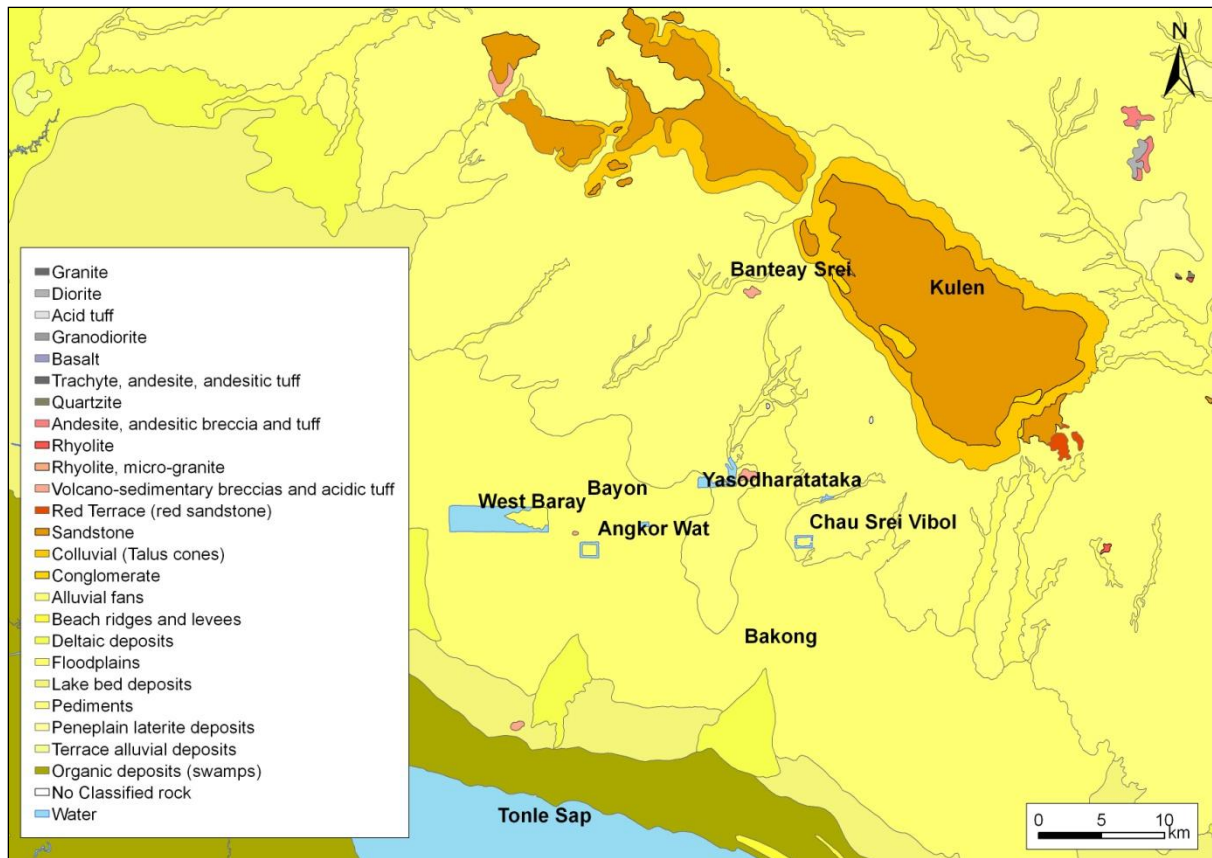 N
Banteay Srei
Kulen
Granite
Diorite
Acid tuff
Granodiorite
Basalt
Trachyte, andesite, andesitic tuff
Quartzite
Andesite, andesitic breccia and tuff
Rhyolite
Rhyolite, micro-granite
Volcano-sedimentary breccias and acidic tuff
Red Terrace (red sandstone)
Sandstone
Colluvial (Talus cones)
Conglomerate
Alluvial fans
Beach ridges and levees
Deltaic deposits
Floodplains
Lake bed deposits
Pediments
Peneplain laterite deposits
Terrace alluvial deposits
Organic deposits (swamps)
No Classified rock
Water
West Baray
Bayon
Yasodharatataka
Angkor Wat
Chau Srei Vibol
Bakong
Tonle Sap
0 5 10
km